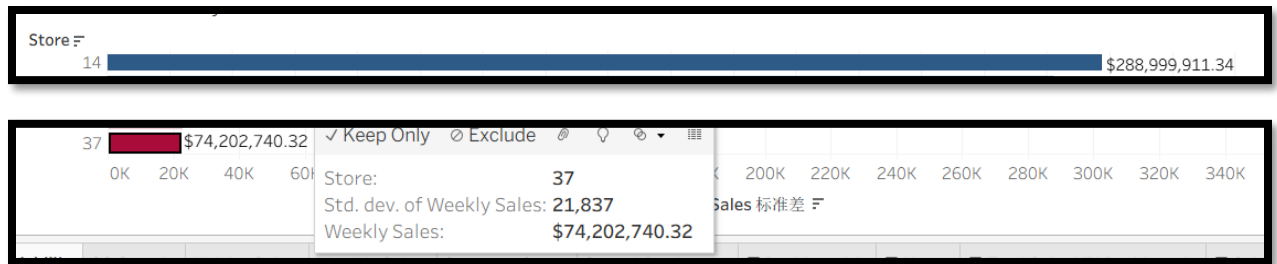 Store
14 $288,999,911.34
37 $74,202,740.32 Keep Only Exclude
0K 20K 40K 200K 220K 240K 260K 280K 300K 320K 340K
Store: 37
Std. dev. of Weekly Sales: 21,837 Sales 标准差
Weekly Sales: $74,202,740.32